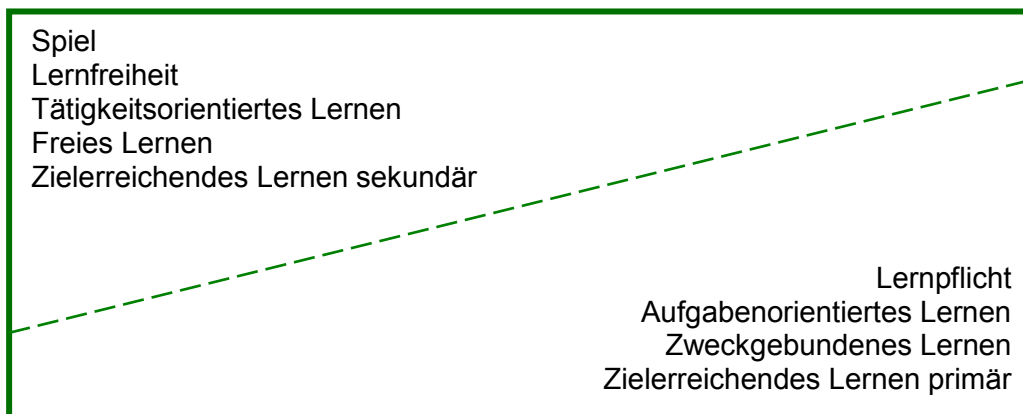 Spiel
Lernfreiheit
Tätigkeitsorientiertes Lernen
Freies Lernen
Zielerreichendes Lernen sekundär
Lernpflicht
Aufgabenorientiertes Lernen
Zweckgebundenes Lernen
Zielerreichendes Lernen primär